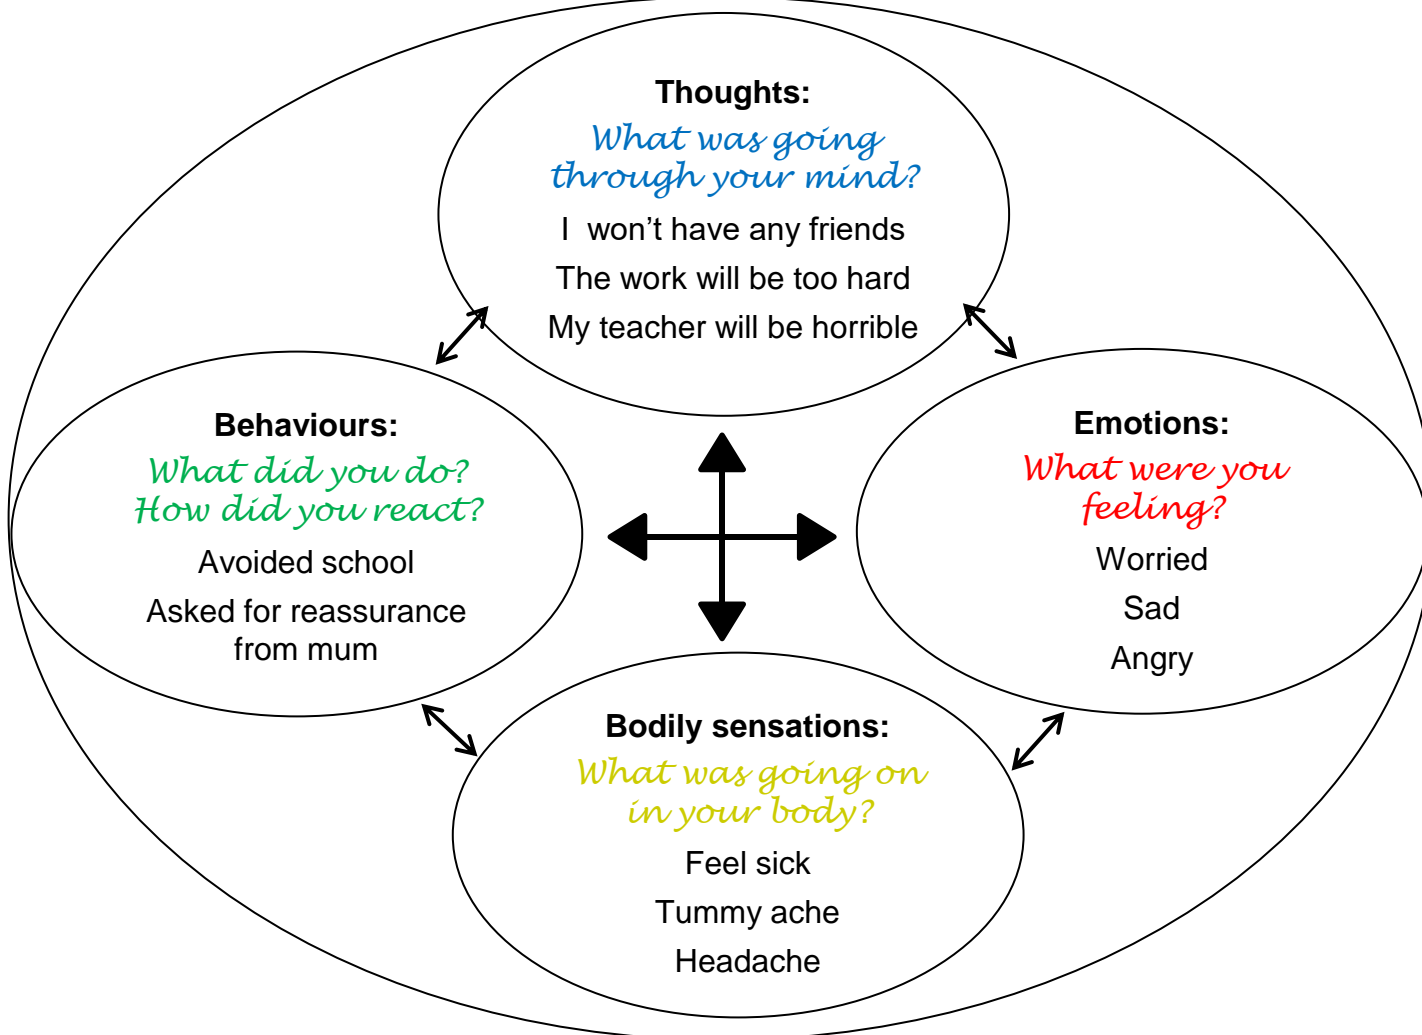 Thoughts:
What was going
through your mind?
I  won’t have any friends
The work will be too hard
My teacher will be horrible
Behaviours:
What did you do?
How did you react?
Avoided school
Asked for reassurance
from mum
Emotions:
What were you
feeling?
Worried
Sad
Angry
Bodily sensations:
What was going on
in your body?
Feel sick
Tummy ache
Headache